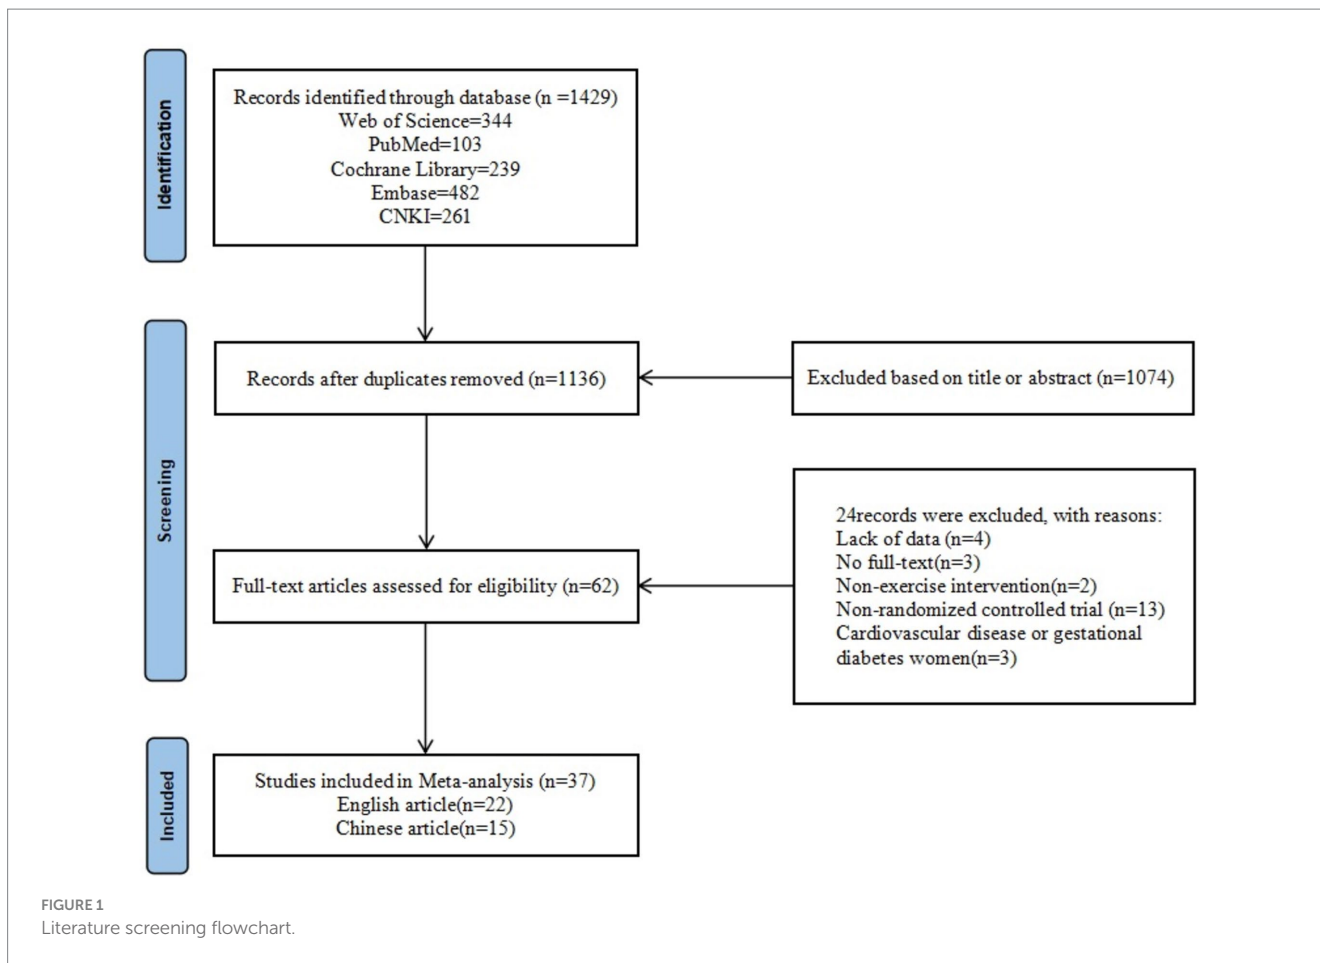 Identification
Records identified through database (n =1429)
Web of Science=344
PubMed=103
Cochrane Library=239
Embase=482
CNKI=261
Screening
Records after duplicates removed (n=1136)
Excluded based on title or abstract (n=1074)
Full-text articles assessed for eligibility (n=62)
24records were excluded, with reasons:
Lack of data (n=4)
No full-text(n=3)
Non-exercise intervention(n=2)
Non-randomized controlled trial (n=13)
Cardiovascular disease or gestational
diabetes women(n=3)
Included
Studies included in Meta-analysis (n=37)
English article(n=22)
Chinese article(n=15)
FIGURE 1
Literature screening flowchart.